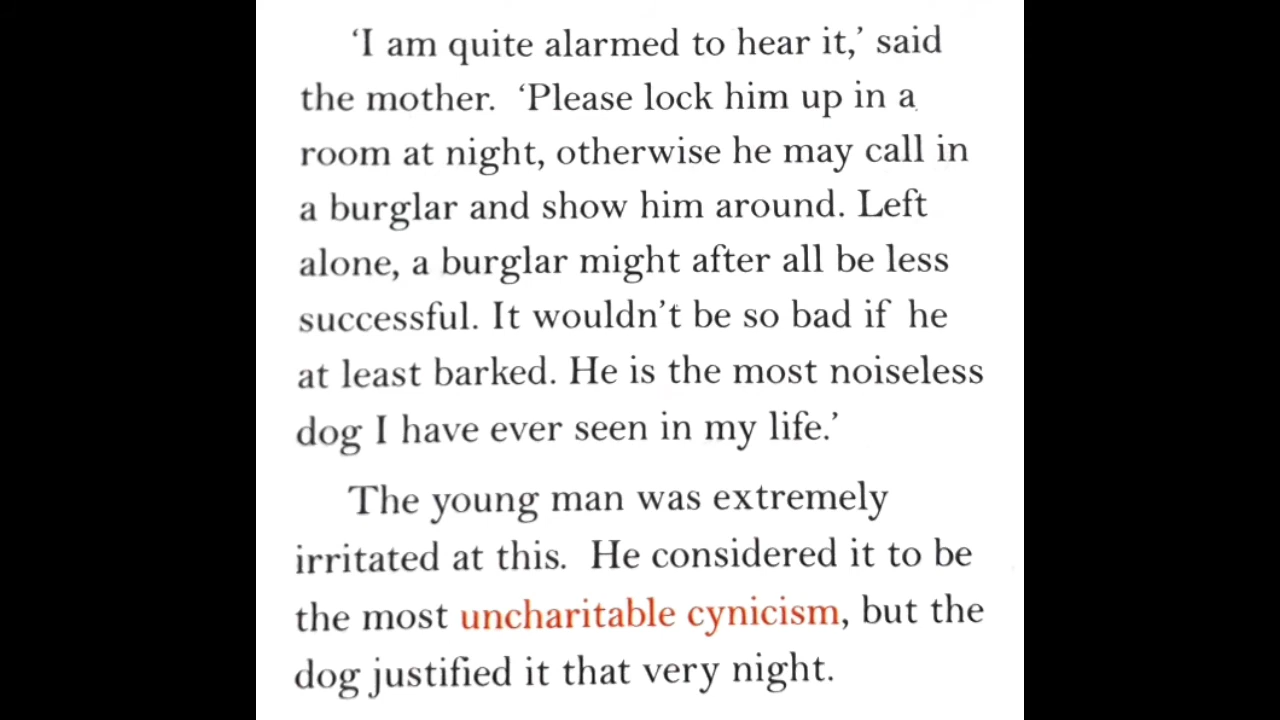 ‘I am quite alarmed to hear it,’ said
the mother. ‘Please lock him up in a
room at night, otherwise he may call in
a burglar and show him around. Left
alone, a burglar might after all be less
successful. It wouldn’t be so bad if he
at least barked. He is the most noiseless
dog I have ever seen in my life.’
The young man was extremely
irritated at this. He considered it to be
the most uncharitable cynicism, but the
dog justified it that very night.